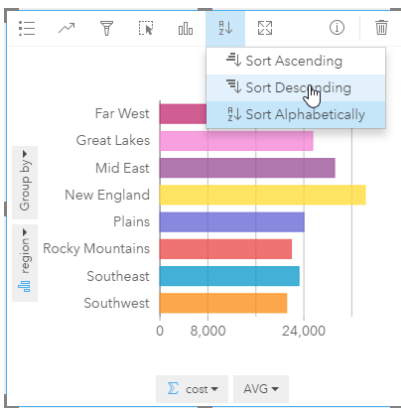 Sort Ascending
Sort Descending
Sort Alphabetically
Far West
Great Lakes
Mid East
New England
Plains
Rocky Mountains
Southeast
Southwest
Group by
region
0 8,000 24,000
Σ cost AVG